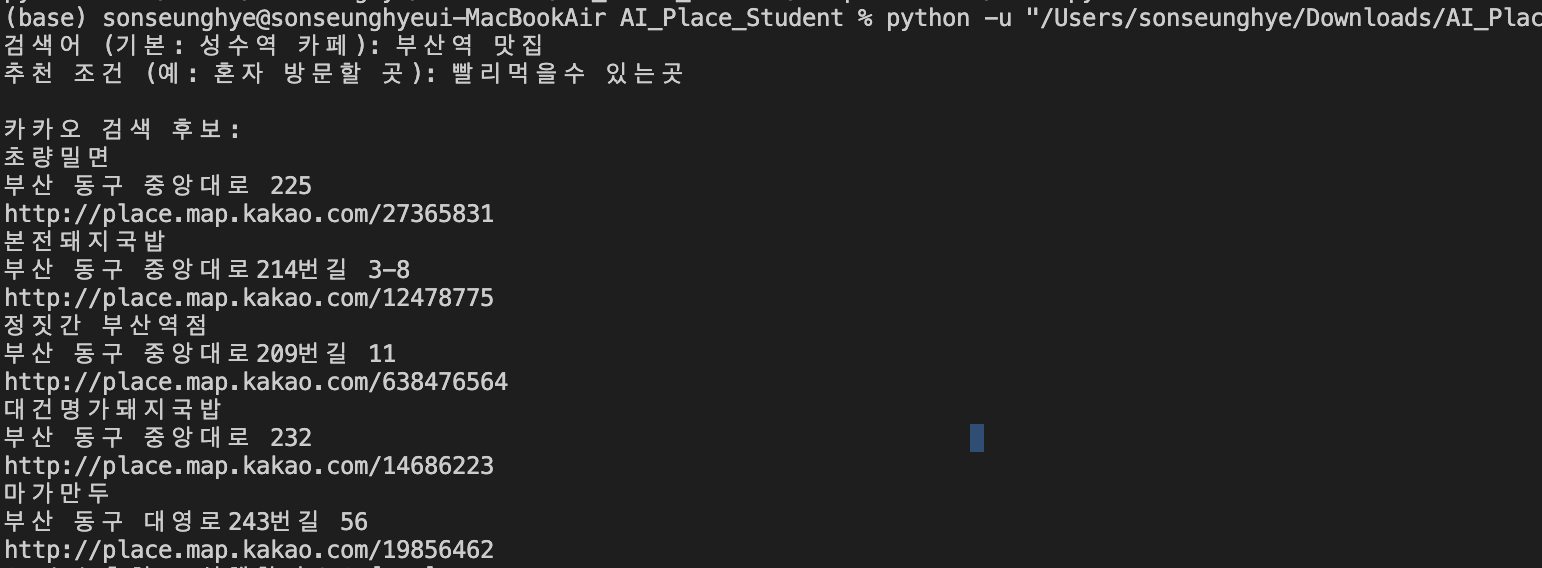 (base) sonseunghye@sonseunghyeui-MacBookAir AI_Place_Student % python -u "/Users/sonseunghye/Downloads/AI_Plac
검색어 (기본: 성수역 카페): 부산역 맛집
추천 조건 (예: 혼자 방문할 곳): 빨리먹을수 있는곳
카카오 검색 후보:
초량밀면
부산 동구 중앙대로 225
http://place.map.kakao.com/27365831
본전돼지국밥
부산 동구 중앙대로214번길 3-8
http://place.map.kakao.com/12478775
정짓간 부산역점
부산 동구 중앙대로209번길 11
http://place.map.kakao.com/638476564
대건명가돼지국밥
부산 동구 중앙대로 232
http://place.map.kakao.com/14686223
마가만두
부산 동구 대영로243번길 56
http://place.map.kakao.com/19856462